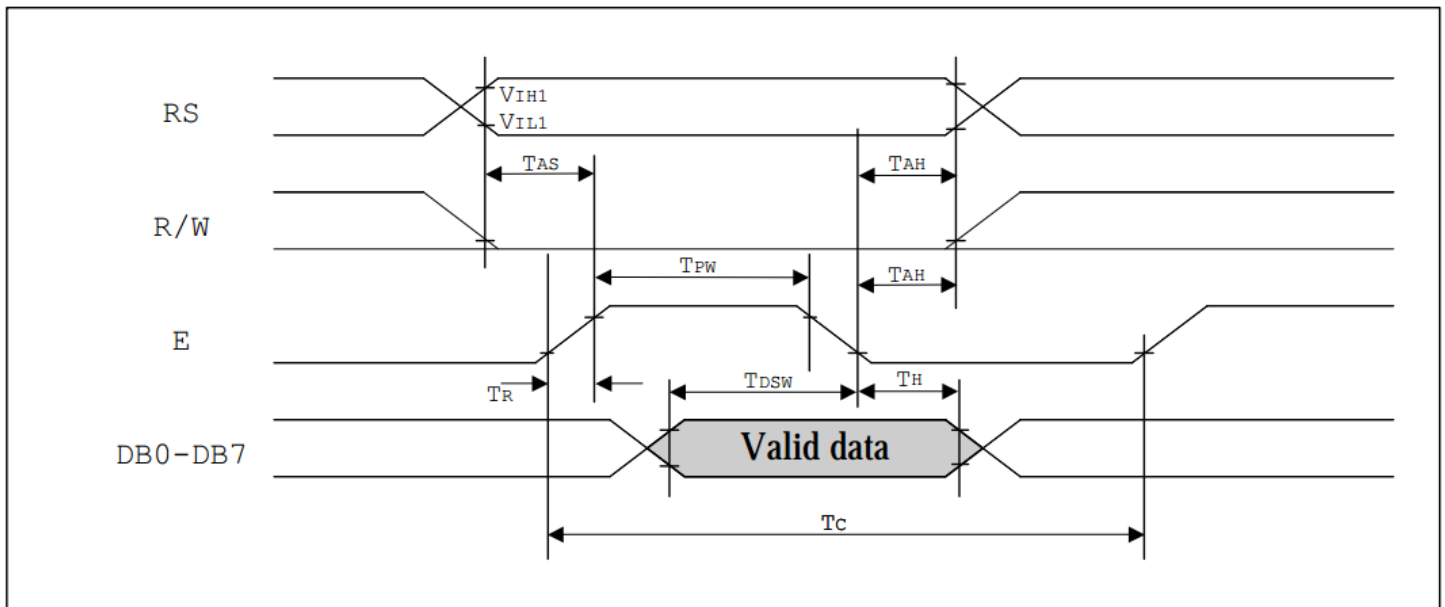 RS
VIH1
VIL1
TAS
TAH
R/W
TPW
TAH
E
TR
TDSW
TH
DB0-DB7
Valid data
TC